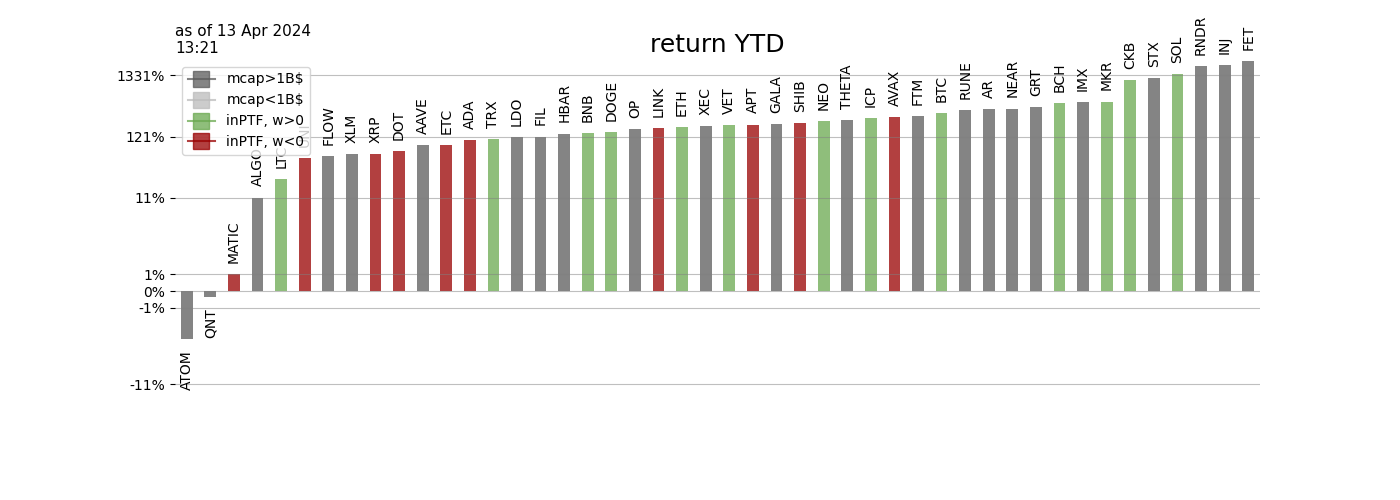 as of 13 Apr 2024
13:21
return YTD
mcap>1B$
mcap<1B$
inPTF, w>0
inPTF, w<0
1331%
121%
11%
1%
0%
-1%
-11%
ATOM
QNT
MATIC
ALGO
LTC
UNI
FLOW
XLM
XRP
DOT
AAVE
ETC
ADA
TRX
LDO
FIL
HBAR
BNB
DOGE
OP
LINK
ETH
XEC
VET
APT
GALA
SHIB
NEO
THETA
ICP
AVAX
FTM
BTC
RUNE
AR
NEAR
GRT
BCH
IMX
MKR
CKB
STX
SOL
RNDR
INJ
FET